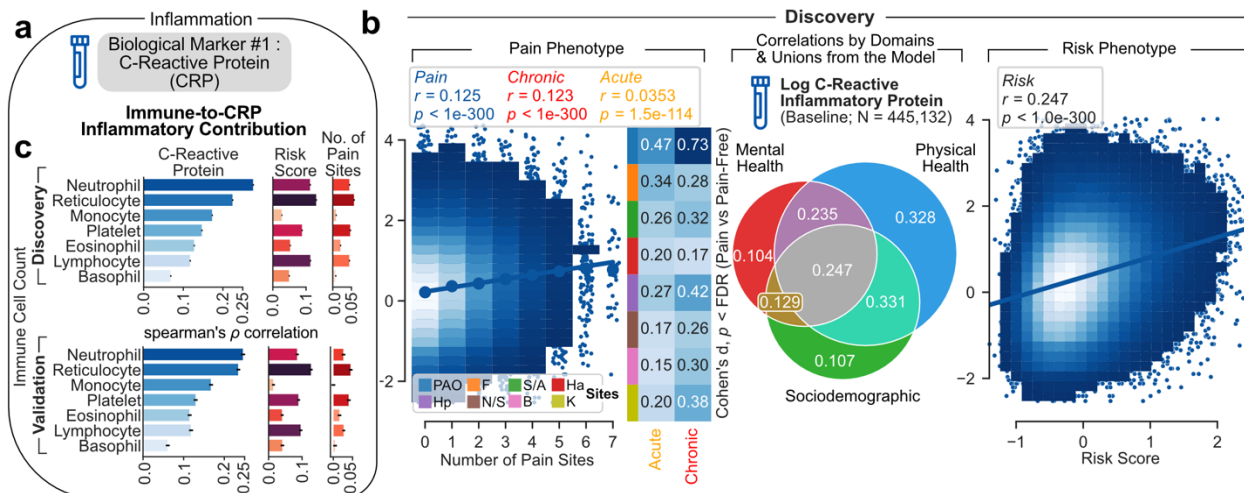 a
Inflammation
Biological Marker #1 :
C-Reactive Protein
(CRP)
Immune-to-CRP
Inflammatory Contribution
c
C-Reactive
Protein
Risk
Score
No. of
Pain
Sites
Immune Cell Count
Discovery
Neutrophil
Reticulocyte
Monocyte
Platelet
Eosinophil
Lymphocyte
Basophil
0.0
0.25
0.0
0.1
0.0
0.05
spearman's ρ correlation
Validation
Neutrophil
Reticulocyte
Monocyte
Platelet
Eosinophil
Lymphocyte
Basophil
0.0
0.25
0.0
0.1
0.0
0.05
b
Discovery
Pain Phenotype
Pain
r = 0.125
p < 1e-300
Chronic
r = 0.123
p < 1e-300
Acute
r = 0.0353
p = 1.5e-114
4
2
0
−2
PAO F S/A Ha
Hp N/S B K
Sites
0 1 2 3 4 5 6 7
Number of Pain Sites
0.47 0.73
0.34 0.28
0.26 0.32
0.20 0.17
0.27 0.42
0.17 0.26
0.15 0.30
0.20 0.38
Acute
Chronic
Cohen's d, p < FDR (Pain vs Pain-Free)
Correlations by Domains
& Unions from the Model
Log C-Reactive
Inflammatory Protein
(Baseline; N = 445,132)
Mental
Health
Physical
Health
0.235
0.328
0.104
0.247
0.129
0.331
0.107
Sociodemographic
Risk Phenotype
Risk
r = 0.247
p < 1.0e-300
4
2
0
−2
−1 0 1 2
Risk Score